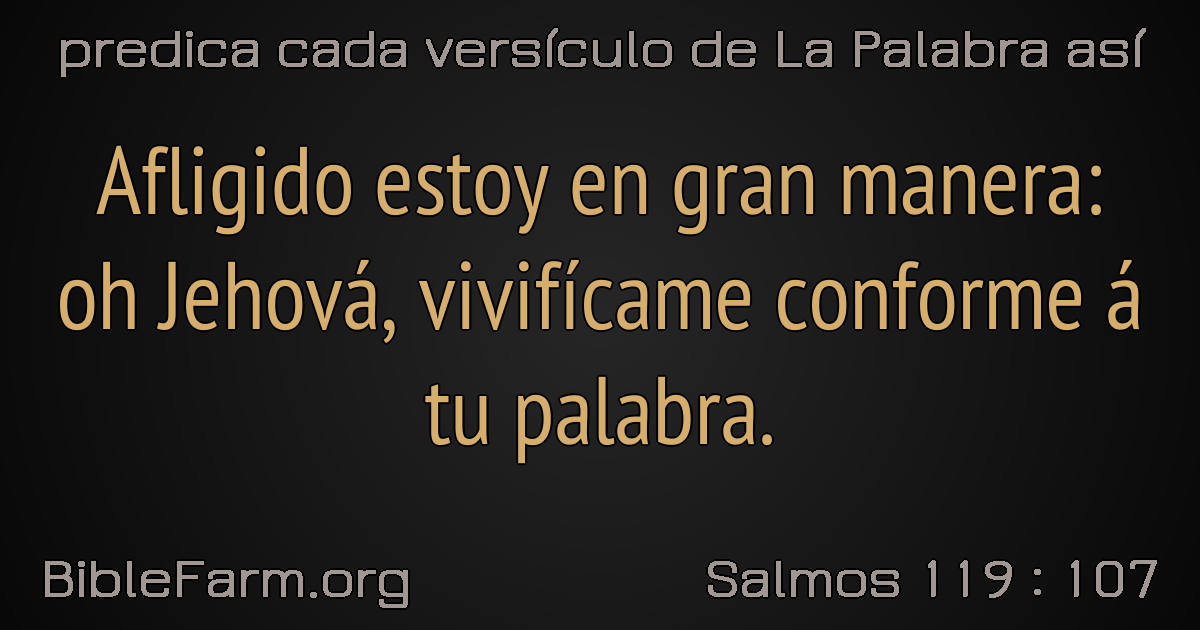 predica cada versículo de La Palabra así
Afligido estoy en gran manera:
oh Jehová, vivifícame conforme á
tu palabra.
BibleFarm.org
Salmos 119 : 107